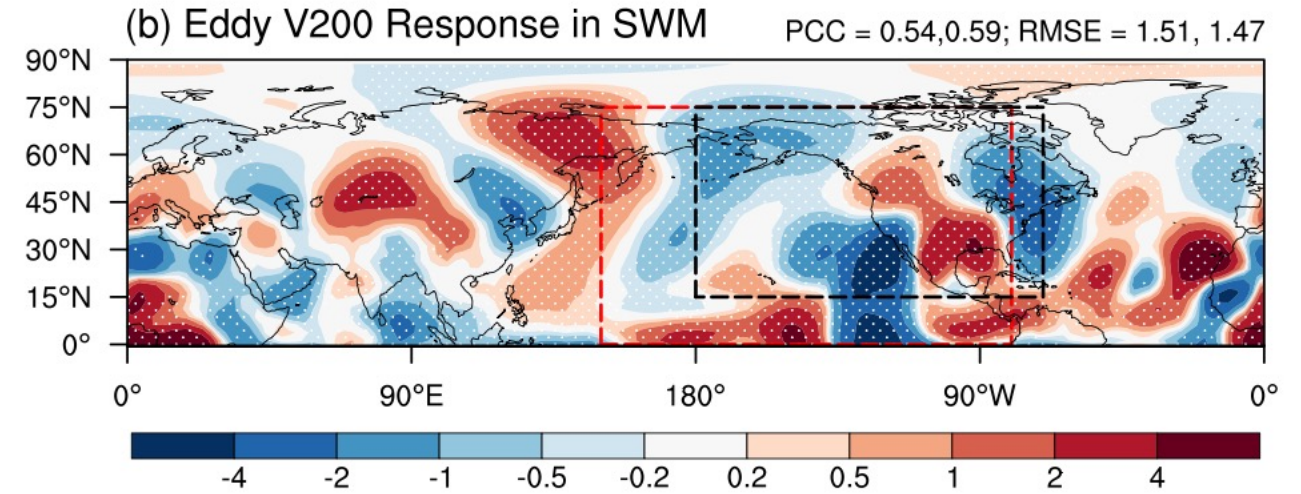 (b) Eddy V200 Response in SWM
PCC = 0.54,0.59; RMSE = 1.51, 1.47
90°N
75°N
60°N
45°N
30°N
15°N
0°
0° 90°E 180° 90°W 0°
-4 -2 -1 -0.5 -0.2 0.2 0.5 1 2 4